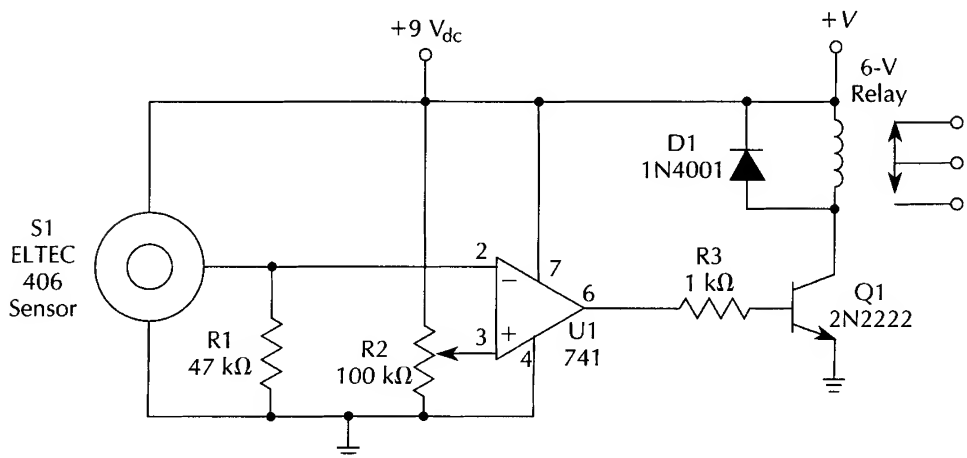 +9 Vdc
+V
6-V
Relay
D1
1N4001
S1
ELTEC
406
Sensor
2
7
−
6
R3
1 kΩ
Q1
2N2222
3
+
4
U1
741
R1
47 kΩ
R2
100 kΩ